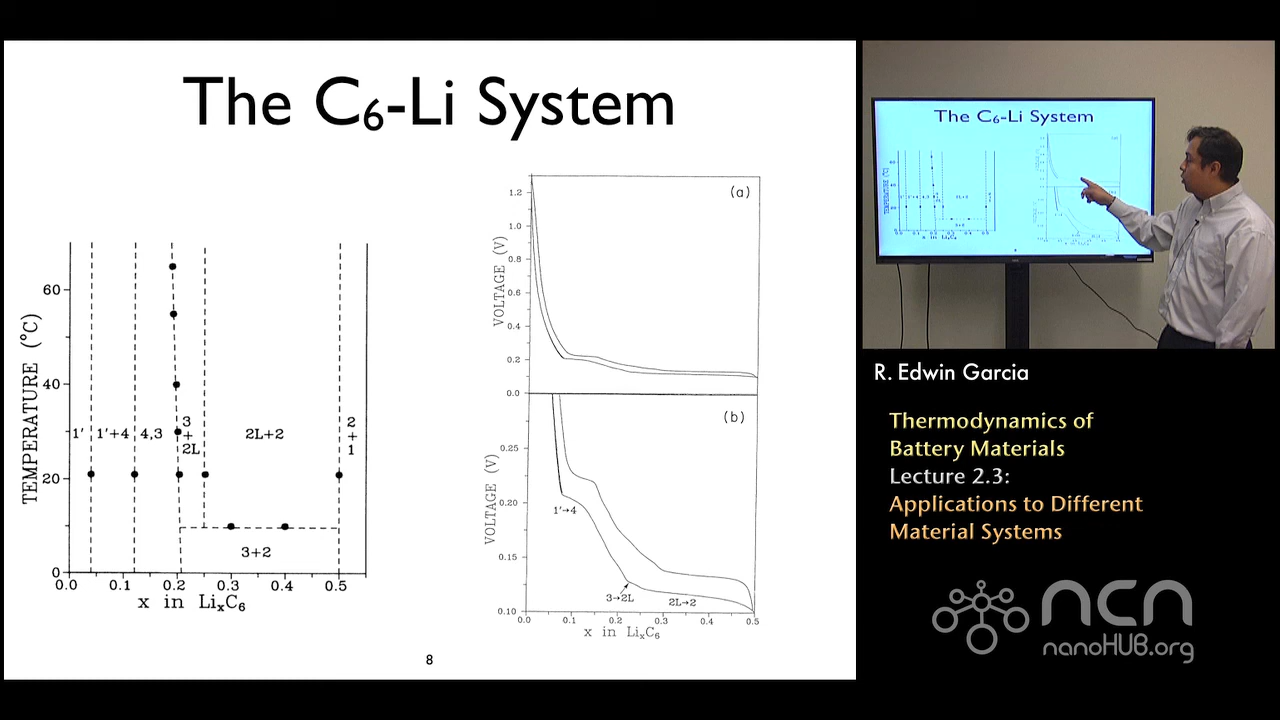 The C₆-Li System
TEMPERATURE (°C)
60
40
20
0
1'
1'+4
4,3
3
+
2L
2L+2
2
+
1
3+2
0.0
0.1
0.2
0.3
0.4
0.5
x in LiₓC₆
(a)
VOLTAGE (V)
1.2
1.0
0.8
0.6
0.4
0.2
0.0
(b)
VOLTAGE (V)
0.25
0.20
0.15
0.10
1'→4
3→2L
2L→2
0.0
0.1
0.2
0.3
0.4
0.5
x in LiₓC₆
8
The C₆-Li System
TEMPERATURE (°C)
x in LiₓC₆
R. Edwin Garcia
Thermodynamics of
Battery Materials
Lecture 2.3:
Applications to Different
Material Systems
ncn
nanoHUB.org